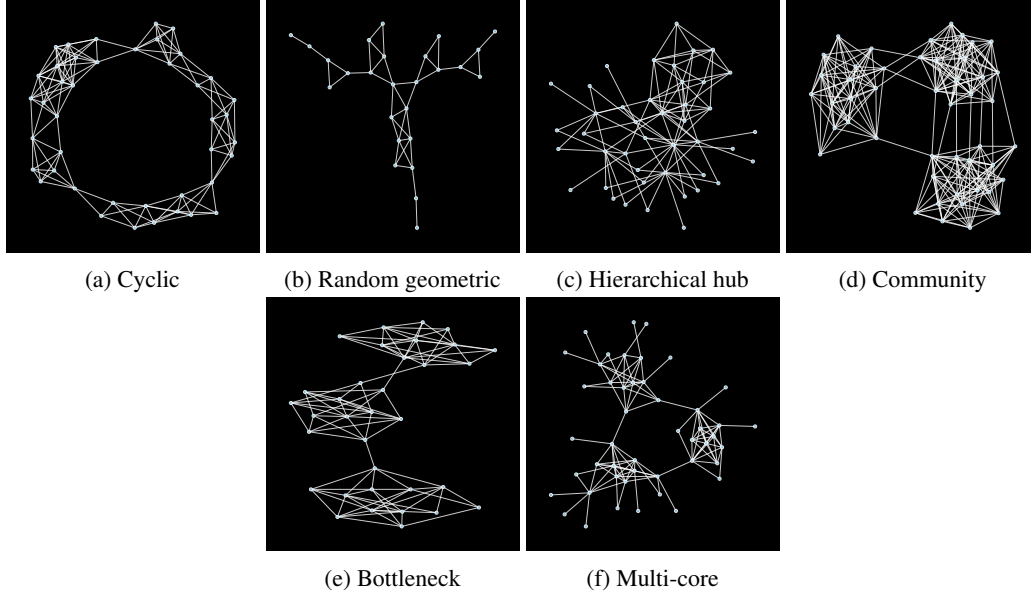 (a) Cyclic
(b) Random geometric
(c) Hierarchical hub
(d) Community
(e) Bottleneck
(f) Multi-core